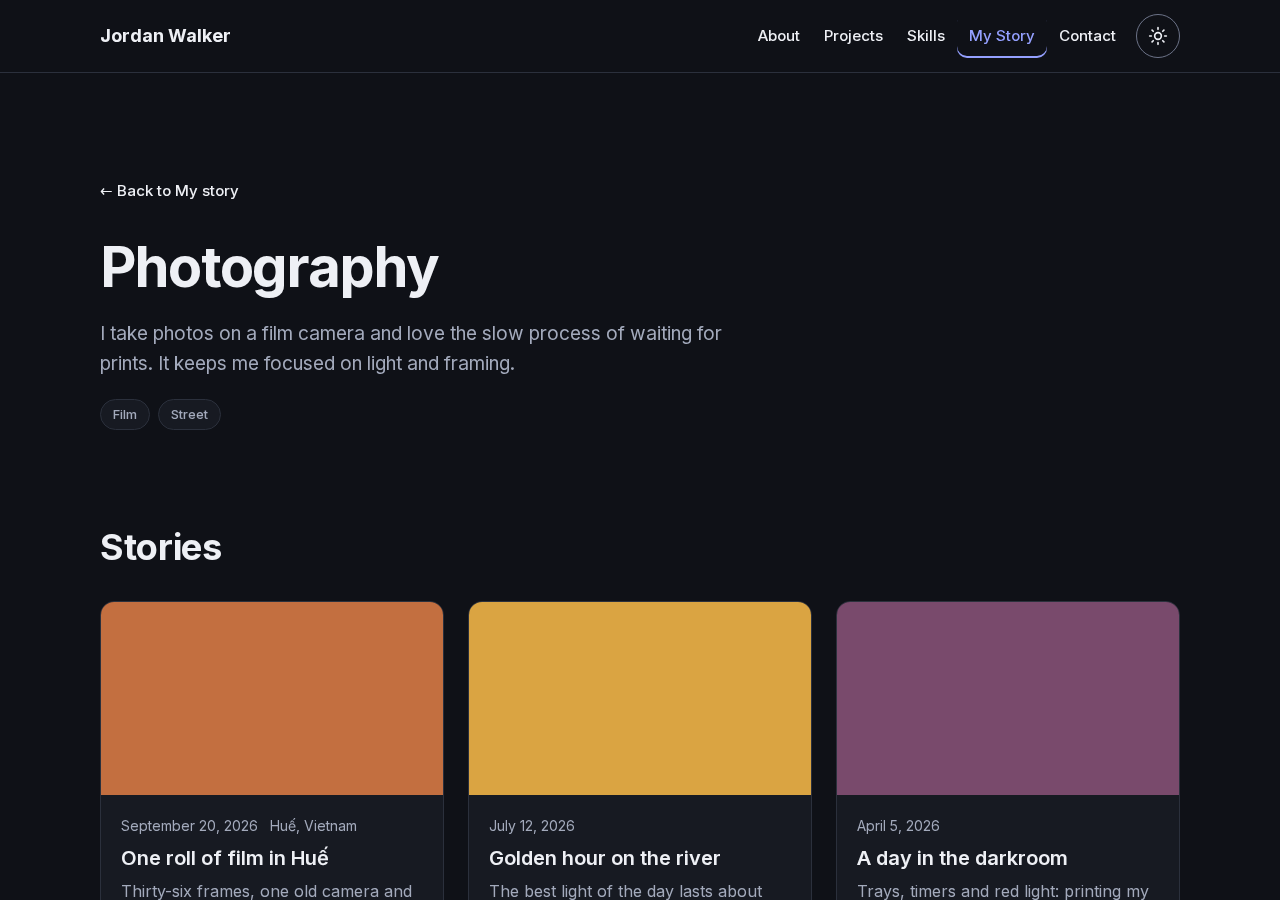 Jordan Walker
About Projects Skills My Story Contact
← Back to My story
Photography
I take photos on a film camera and love the slow process of waiting for
prints. It keeps me focused on light and framing.
Film Street
Stories
September 20, 2026 Huế, Vietnam
One roll of film in Huế
Thirty-six frames, one old camera and
July 12, 2026
Golden hour on the river
The best light of the day lasts about
April 5, 2026
A day in the darkroom
Trays, timers and red light: printing my